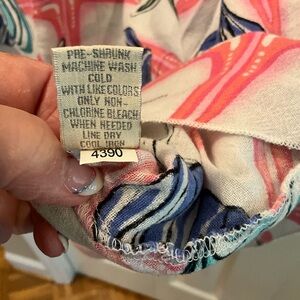 PRE-SHRUNK
MACHINE WASH
COLD
WITH LIKE COLORS
ONLY NON-
CHLORINE BLEACH
WHEN NEEDED
LINE DRY
COOL IRON
4390